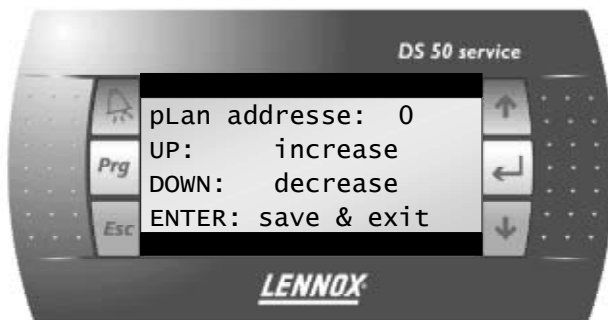 DS 50 service
pLan addresse: 0
UP: increase
Prg
DOWN: decrease
Esc
ENTER: save & exit
LENNOX